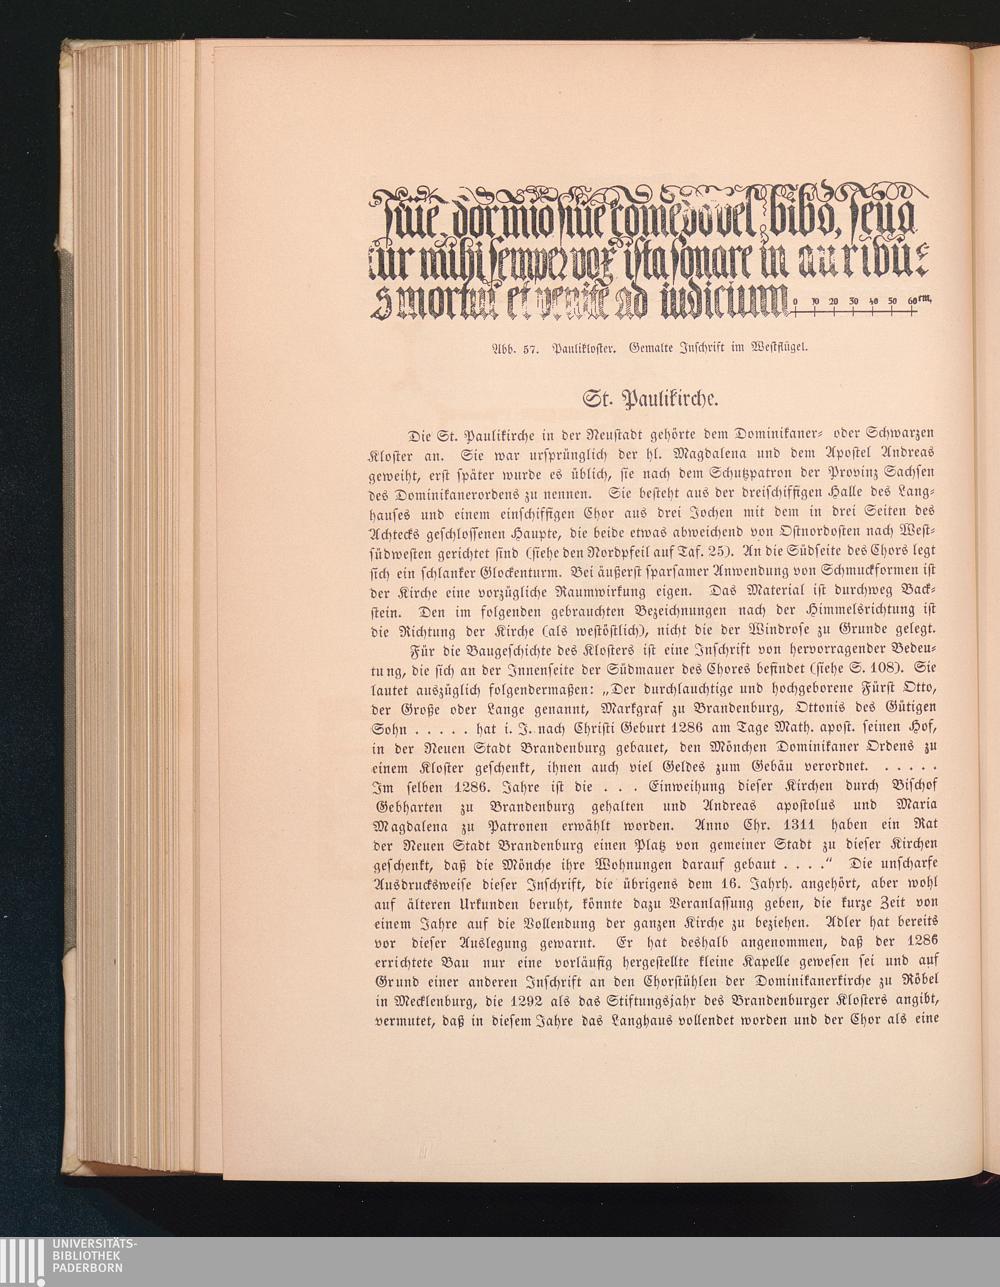 siue dormio siue comedo vel bibo, seu a
tur mihi semper vox ista sonare in auribu
s mortui et venite ad iudicium 0 10 20 30 40 50 60 cm.
Abb. 57. Paulikloster. Gemalte Inschrift im Westflügel.
St. Paulikirche.
Die St. Paulikirche in der Neustadt gehörte dem Dominikaner- oder Schwarzen
Kloster an. Sie war ursprünglich der hl. Magdalena und dem Apostel Andreas
geweiht, erst später wurde es üblich, sie nach dem Schutzpatron der Provinz Sachsen
des Dominikanerordens zu nennen. Sie besteht aus der dreischiffigen Halle des Lang-
hauses und einem einschiffigen Chor aus drei Jochen mit dem in drei Seiten des
Achtecks geschlossenen Haupte, die beide etwas abweichend von Ostnordosten nach West-
südwesten gerichtet sind (siehe den Nordpfeil auf Taf. 25). An die Südseite des Chors legt
sich ein schlanker Glockenturm. Bei äußerst sparsamer Anwendung von Schmuckformen ist
der Kirche eine vorzügliche Raumwirkung eigen. Das Material ist durchweg Back-
stein. Den im folgenden gebrauchten Bezeichnungen nach der Himmelsrichtung ist
die Richtung der Kirche (als westöstlich), nicht die der Windrose zu Grunde gelegt.
Für die Baugeschichte des Klosters ist eine Inschrift von hervorragender Bedeu-
tung, die sich an der Innenseite der Südmauer des Chores befindet (siehe S. 108). Sie
lautet auszüglich folgendermaßen: „Der durchlauchtige und hochgeborene Fürst Otto,
der Große oder Lange genannt, Markgraf zu Brandenburg, Ottonis des Gütigen
Sohn . . . . . hat i. J. nach Christi Geburt 1286 am Tage Math. apost. seinen Hof,
in der Neuen Stadt Brandenburg gebauet, den Mönchen Dominikaner Ordens zu
einem Kloster geschenkt, ihnen auch viel Geldes zum Gebäu verordnet. . . . . .
Im selben 1286. Jahre ist die . . . Einweihung dieser Kirchen durch Bischof
Gebharten zu Brandenburg gehalten und Andreas apostolus und Maria
Magdalena zu Patronen erwählt worden. Anno Chr. 1311 haben ein Rat
der Neuen Stadt Brandenburg einen Platz von gemeiner Stadt zu dieser Kirchen
geschenkt, daß die Mönche ihre Wohnungen darauf gebaut . . . .“ Die unscharfe
Ausdrucksweise dieser Inschrift, die übrigens dem 16. Jahrh. angehört, aber wohl
auf älteren Urkunden beruht, könnte dazu Veranlassung geben, die kurze Zeit von
einem Jahre auf die Vollendung der ganzen Kirche zu beziehen. Adler hat bereits
vor dieser Auslegung gewarnt. Er hat deshalb angenommen, daß der 1286
errichtete Bau nur eine vorläufig hergestellte kleine Kapelle gewesen sei und auf
Grund einer anderen Inschrift an den Chorstühlen der Dominikanerkirche zu Röbel
in Mecklenburg, die 1292 als das Stiftungsjahr des Brandenburger Klosters angibt,
vermutet, daß in diesem Jahre das Langhaus vollendet worden und der Chor als eine
UNIVERSITÄTS-
BIBLIOTHEK
PADERBORN